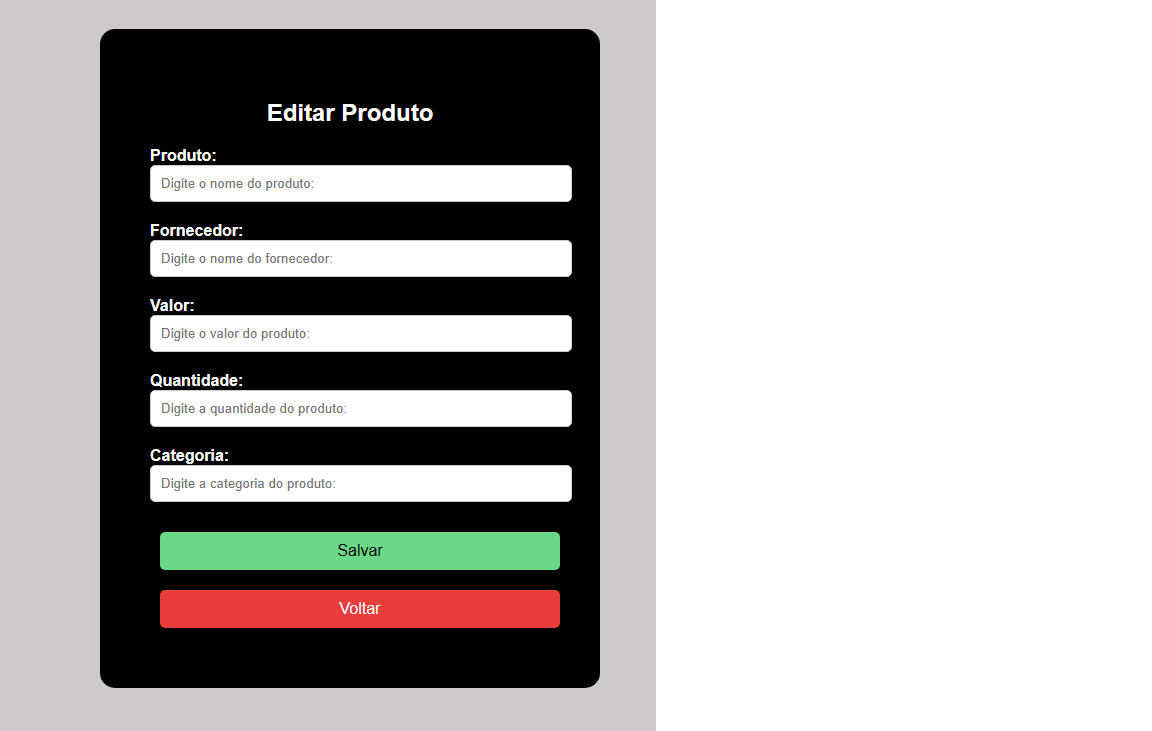 Editar Produto
Produto:
Digite o nome do produto:
Fornecedor:
Digite o nome do fornecedor:
Valor:
Digite o valor do produto:
Quantidade:
Digite a quantidade do produto:
Categoria:
Digite a categoria do produto:
Salvar
Voltar